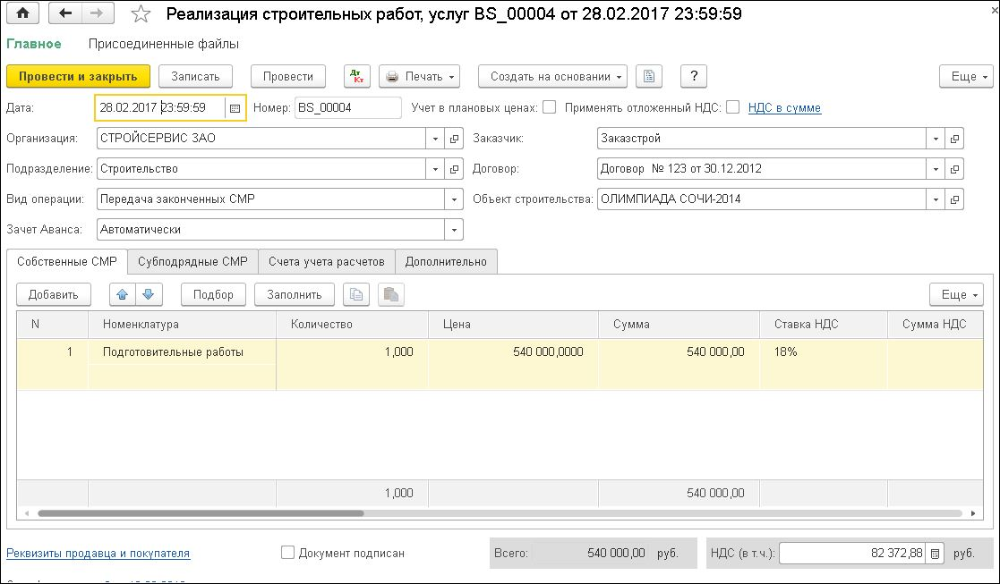 Реализация строительных работ, услуг BS_00004 от 28.02.2017 23:59:59
Главное Присоединенные файлы
Провести и закрыть Записать Провести Дт Кт Печать Создать на основании ? Еще
Дата: 28.02.2017 23:59:59 Номер: BS_00004 Учет в плановых ценах: Применять отложенный НДС: НДС в сумме
Организация: СТРОЙСЕРВИС ЗАО Заказчик: Заказстрой
Подразделение: Строительство Договор: Договор № 123 от 30.12.2012
Вид операции: Передача законченных СМР Объект строительства: ОЛИМПИАДА СОЧИ-2014
Зачет Аванса: Автоматически
Собственные СМР Субподрядные СМР Счета учета расчетов Дополнительно
Добавить Подбор Заполнить Еще
N Номенклатура Количество Цена Сумма Ставка НДС Сумма НДС
1 Подготовительные работы 1,000 540 000,0000 540 000,00 18%
1,000 540 000,00
Реквизиты продавца и покупателя Документ подписан Всего: 540 000,00 руб. НДС (в т.ч.): 82 372,88 руб.